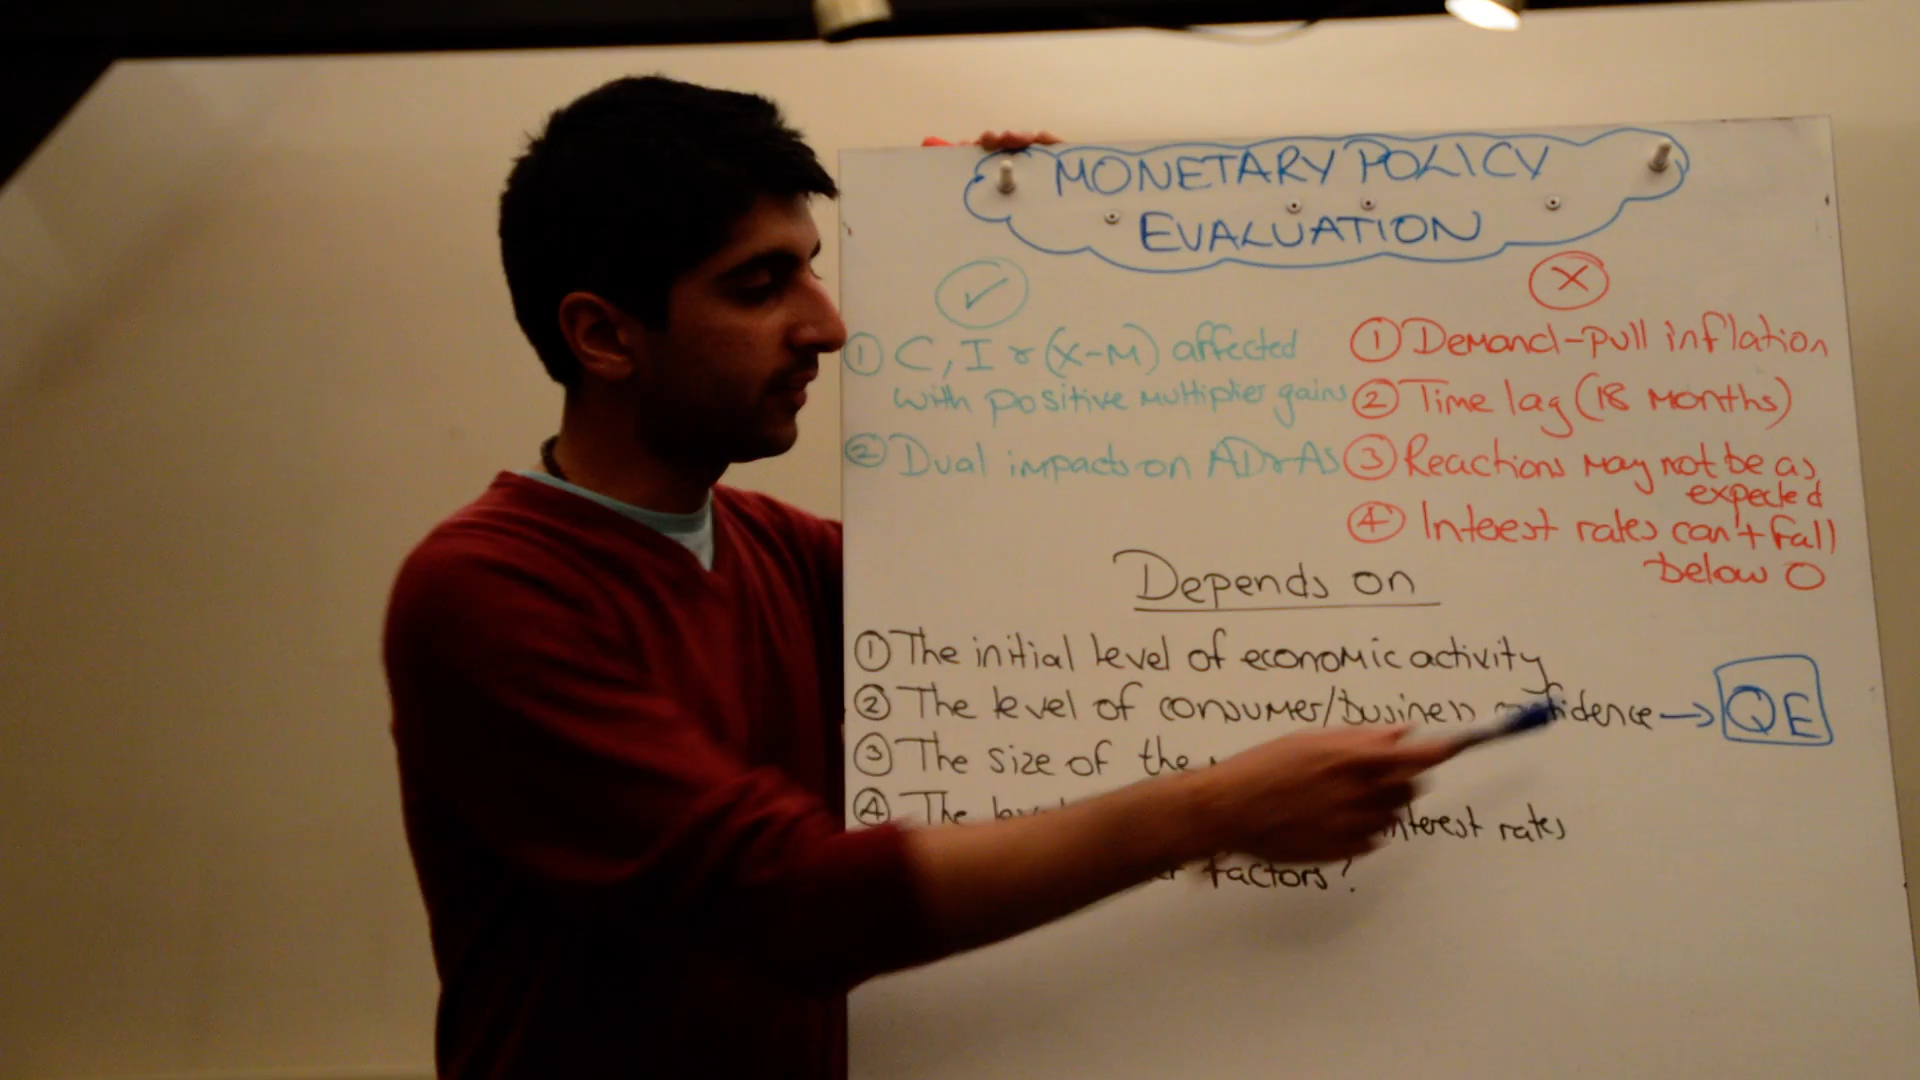 MONETARY POLICY
EVALUATION
✓
① C, I & (X-M) affected
with positive multiplier gains
② Dual impacts on AD & AS
X
① Demand-pull inflation
② Time lag (18 months)
③ Reactions may not be as
expected
④ Interest rates can't fall
below 0
Depends on
① The initial level of economic activity
② The level of consumer/business confidence → QE
③ The size of the
④ The interest rates
factors?